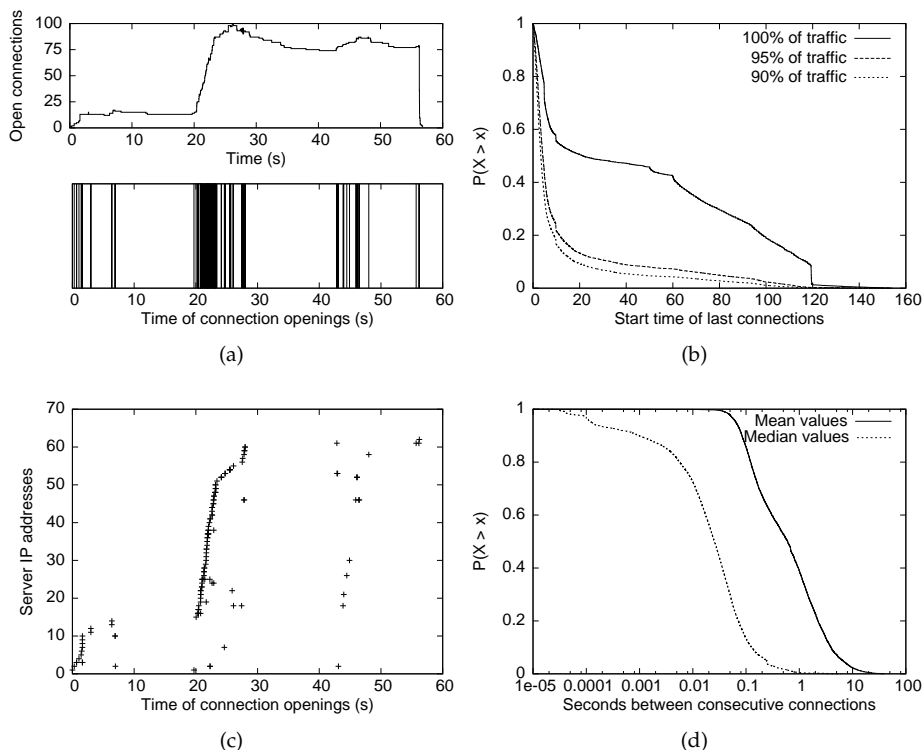 100
75
50
25
0
Open connections
0 10 20 30 40 50 60
Time (s)
0 10 20 30 40 50 60
Time of connection openings (s)
(a)
1
0.8
0.6
0.4
0.2
0
P(X > x)
100% of traffic
95% of traffic
90% of traffic
0 20 40 60 80 100 120 140 160
Start time of last connections
(b)
70
60
50
40
30
20
10
0
Server IP addresses
0 10 20 30 40 50 60
Time of connection openings (s)
(c)
1
0.8
0.6
0.4
0.2
0
P(X > x)
Mean values
Median values
1e-05 0.0001 0.001 0.01 0.1 1 10 100
Seconds between consecutive connections
(d)